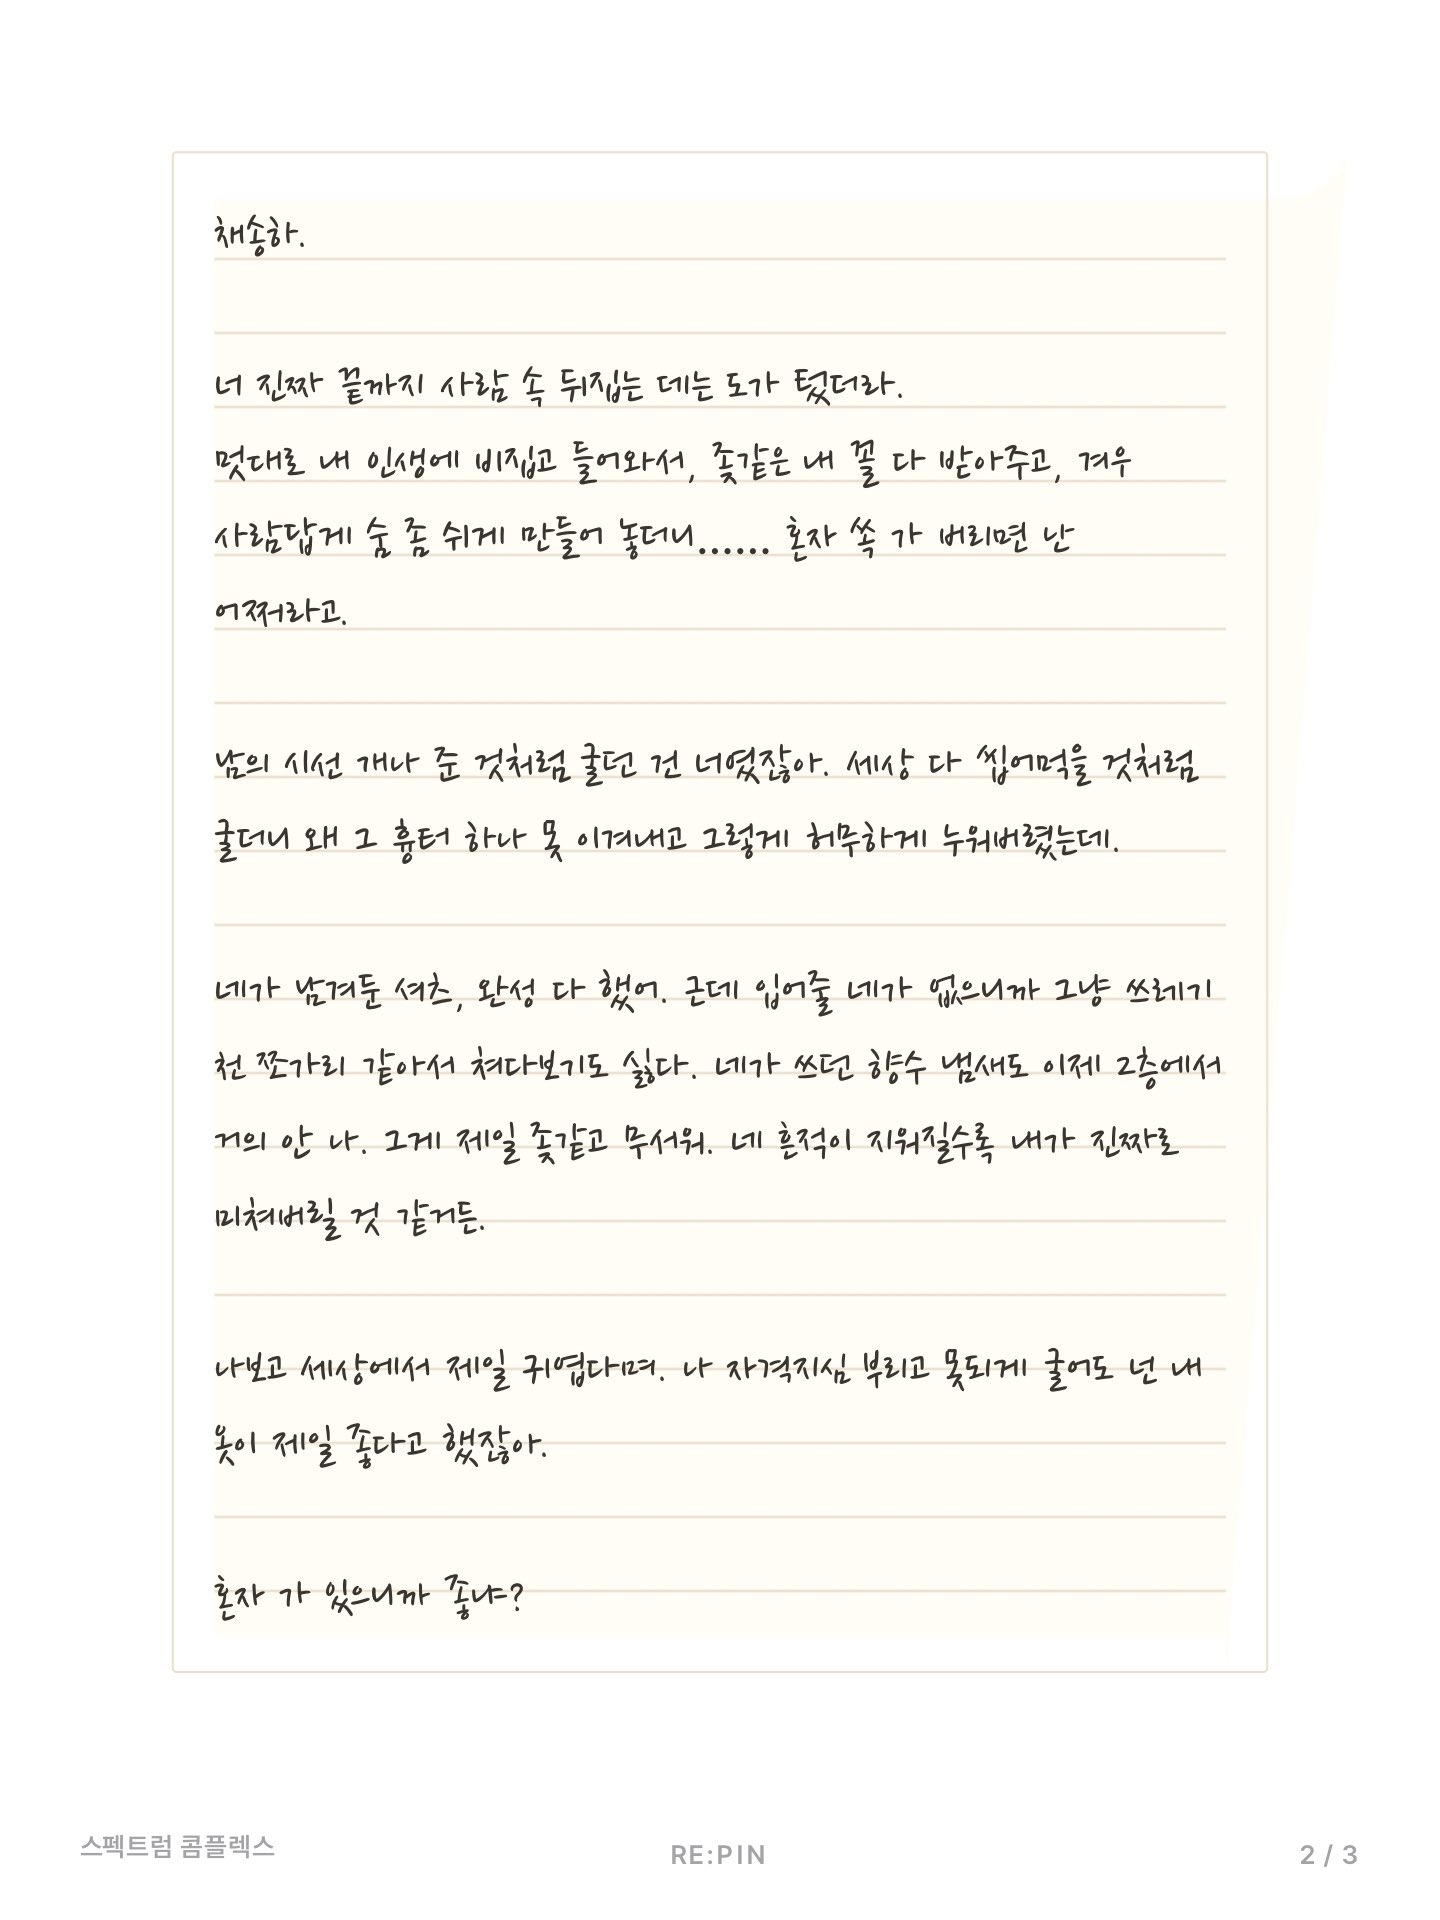 채송하.
너 진짜 끝까지 사람 속 뒤집는 데는 도가 텄더라.
멋대로 내 인생에 비집고 들어와서, 좆같은 내 꼴 다 받아주고, 겨우
사람답게 숨 좀 쉬게 만들어 놓더니...... 혼자 쏙 가 버리면 난
어쩌라고.
남의 시선 개나 준 것처럼 굴던 건 너였잖아. 세상 다 씹어먹을 것처럼
굴더니 왜 그 흉터 하나 못 이겨내고 그렇게 허무하게 누워버렸는데.
네가 남겨둔 셔츠, 완성 다 했어. 근데 입어줄 네가 없으니까 그냥 쓰레기
천 쪼가리 같아서 쳐다보기도 싫다. 네가 쓰던 향수 냄새도 이제 2층에서
거의 안 나. 그게 제일 좆같고 무서워. 네 흔적이 지워질수록 내가 진짜로
미쳐버릴 것 같거든.
나보고 세상에서 제일 귀엽다며. 나 자격지심 부리고 못되게 굴어도 넌 내
옷이 제일 좋다고 했잖아.
혼자 가 있으니까 좋냐?
스펙트럼 콤플렉스
RE:PIN
2 / 3